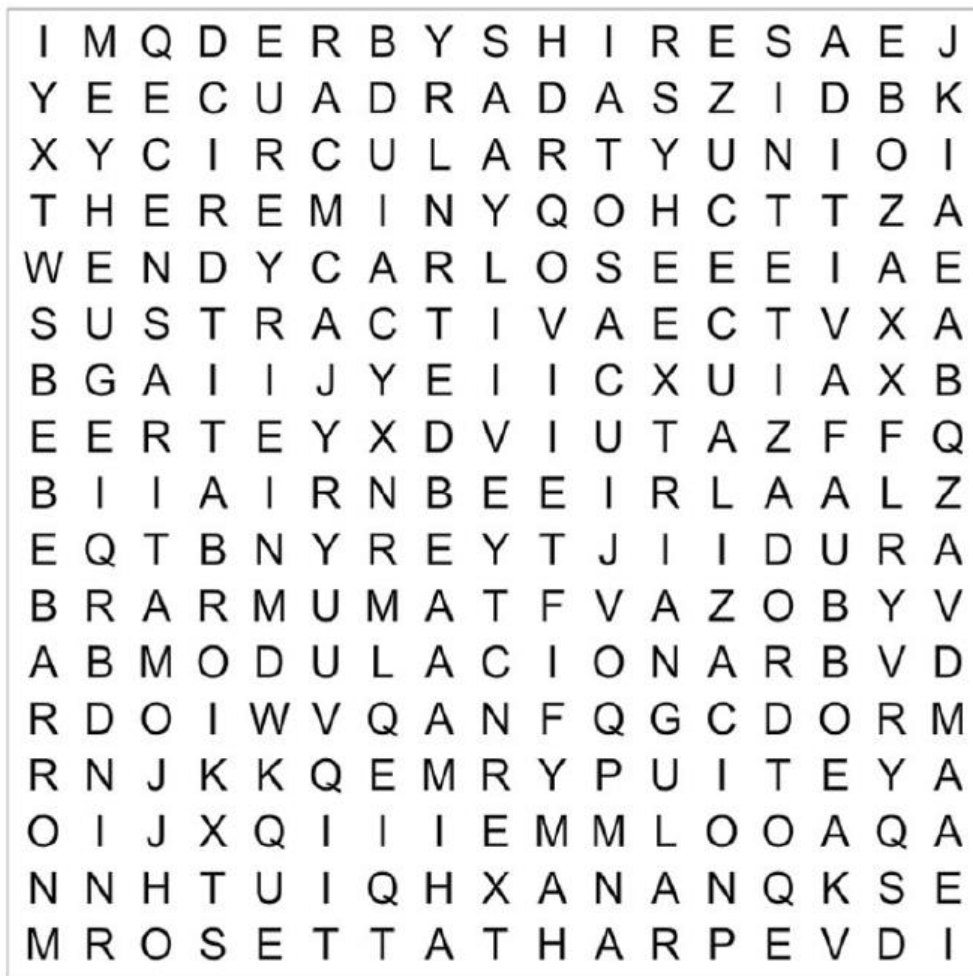 I M Q D E R B Y S H I R E S A E J
Y E E C U A D R A D A S Z I D B K
X Y C I R C U L A R T Y U N I O I
T H E R E M I N Y Q O H C T T Z A
W E N D Y C A R L O S E E E I A E
S U S T R A C T I V A E C T V X A
B G A I I J Y E I I C X U I A X B
E E R T E Y X D V I U T A Z F F Q
B I I A I R N B E E I R L A A L Z
E Q T B N Y R E Y T J I I D U R A
B R A R M U M A T F V A Z O B Y V
A B M O D U L A C I O N A R B V D
R D O I W V Q A N F Q G C D O R M
R N J K K Q E M R Y P U I T E Y A
O I J X Q I I I E M M L O O A Q A
N N H T U I Q H X A N A N Q K S E
M R O S E T T A T H A R P E V D I